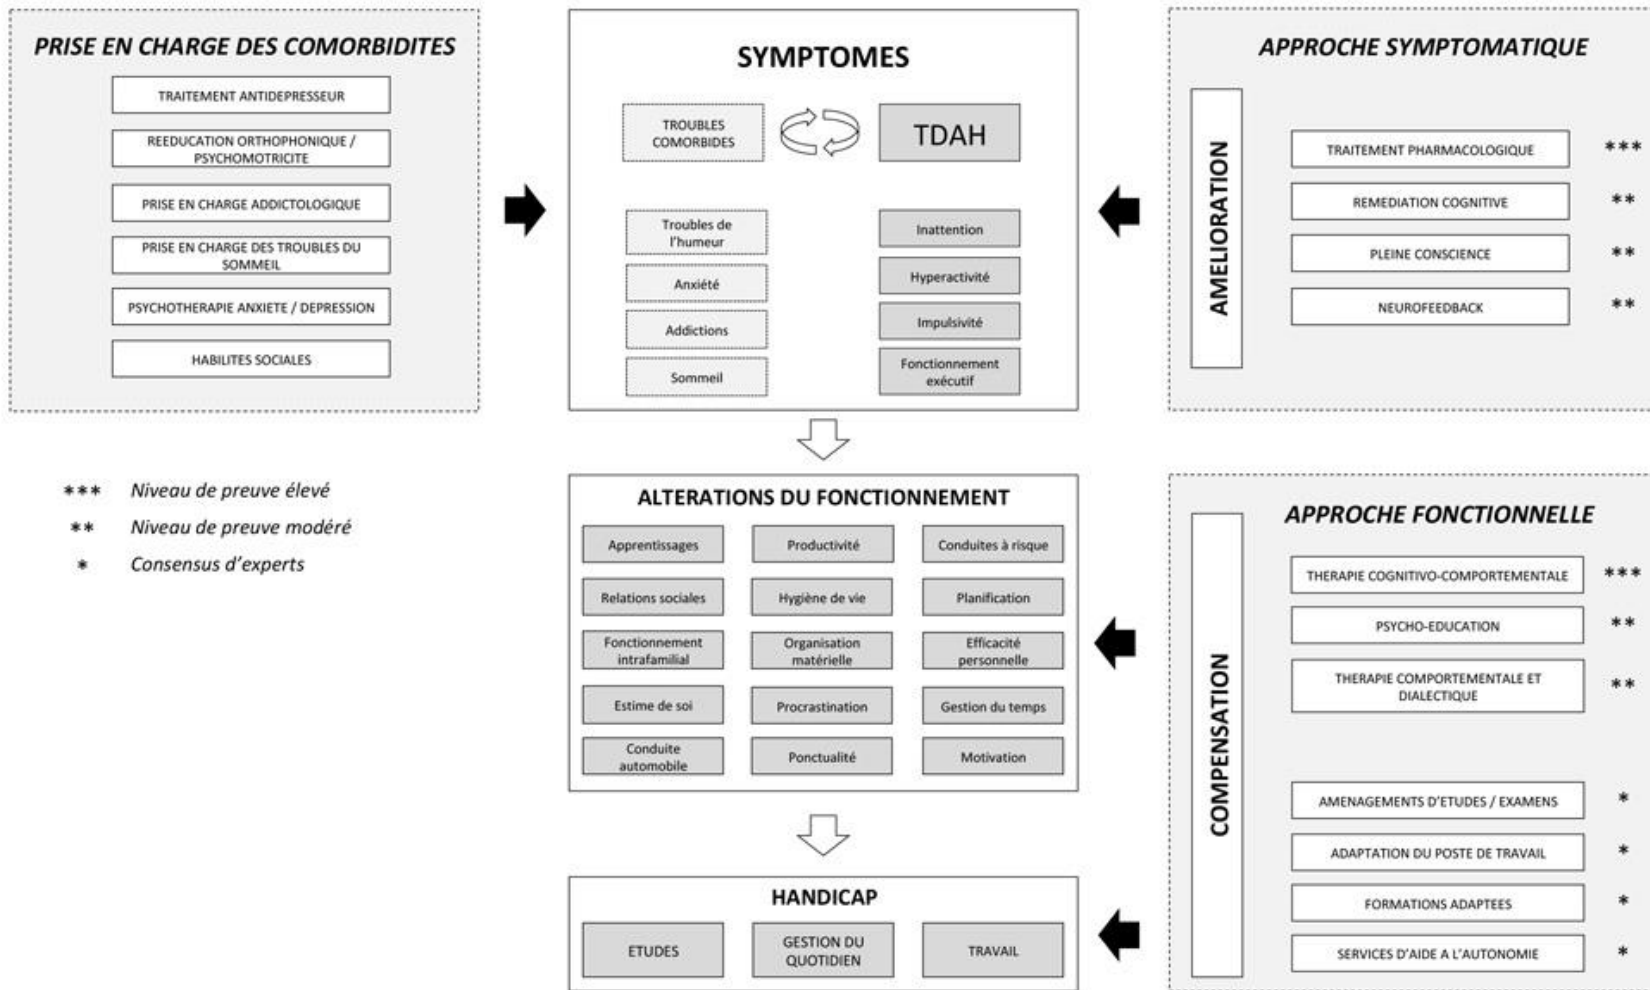 PRISE EN CHARGE DES COMORBIDITES
TRAITEMENT ANTIDEPRESSEUR
REEDUCATION ORTHOPHONIQUE /
PSYCHOMOTRICITE
PRISE EN CHARGE ADDICTOLOGIQUE
PRISE EN CHARGE DES TROUBLES DU
SOMMEIL
PSYCHOTHERAPIE ANXIETE / DEPRESSION
HABILITES SOCIALES
SYMPTOMES
TROUBLES
COMORBIDES
TDAH
Troubles de
l'humeur
Anxiété
Addictions
Sommeil
Inattention
Hyperactivité
Impulsivité
Fonctionnement
exécutif
APPROCHE SYMPTOMATIQUE
AMELIORATION
TRAITEMENT PHARMACOLOGIQUE ***
REMEDIATION COGNITIVE **
PLEINE CONSCIENCE **
NEUROFEEDBACK **
*** Niveau de preuve élevé
** Niveau de preuve modéré
* Consensus d'experts
ALTERATIONS DU FONCTIONNEMENT
Apprentissages
Productivité
Conduites à risque
Relations sociales
Hygiène de vie
Planification
Fonctionnement
intrafamilial
Organisation
matérielle
Efficacité
personnelle
Estime de soi
Procrastination
Gestion du temps
Conduite
automobile
Ponctualité
Motivation
HANDICAP
ETUDES
GESTION DU
QUOTIDIEN
TRAVAIL
APPROCHE FONCTIONNELLE
COMPENSATION
THERAPIE COGNITIVO-COMPORTEMENTALE ***
PSYCHO-EDUCATION **
THERAPIE COMPORTEMENTALE ET
DIALECTIQUE **
AMENAGEMENTS D'ETUDES / EXAMENS *
ADAPTATION DU POSTE DE TRAVAIL *
FORMATIONS ADAPTEES *
SERVICES D'AIDE A L'AUTONOMIE *